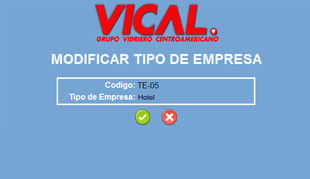 VICAL.
GRUPO VIDRIERO CENTROAMERICANO
MODIFICAR TIPO DE EMPRESA
Codigo: TE-05
Tipo de Empresa: Hotel